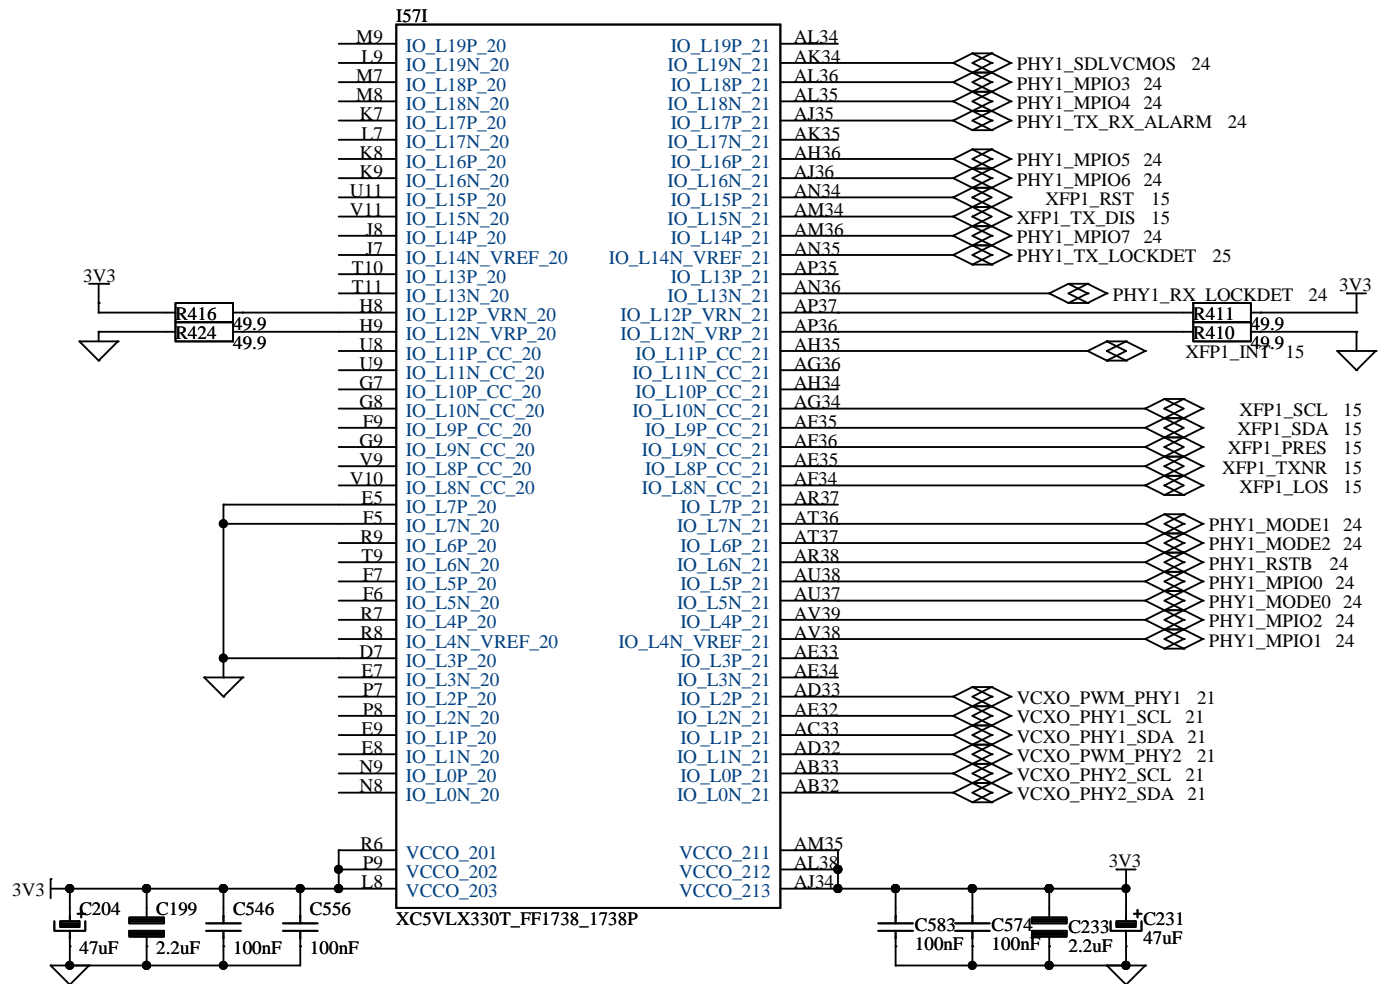 I57I
M9 IO_L19P_20 IO_L19P_21 AL34
L9 IO_L19N_20 IO_L19N_21 AK34 PHY1_SDLVCMOS 24
M7 IO_L18P_20 IO_L18P_21 AL36 PHY1_MPIO3 24
M8 IO_L18N_20 IO_L18N_21 AL35 PHY1_MPIO4 24
K7 IO_L17P_20 IO_L17P_21 AJ35 PHY1_TX_RX_ALARM 24
L7 IO_L17N_20 IO_L17N_21 AK35
K8 IO_L16P_20 IO_L16P_21 AH36 PHY1_MPIO5 24
K9 IO_L16N_20 IO_L16N_21 AJ36 PHY1_MPIO6 24
U11 IO_L15P_20 IO_L15P_21 AN34 XFP1_RST 15
V11 IO_L15N_20 IO_L15N_21 AM34 XFP1_TX_DIS 15
J8 IO_L14P_20 IO_L14P_21 AM36 PHY1_MPIO7 24
J7 IO_L14N_VREF_20 IO_L14N_VREF_21 AN35 PHY1_TX_LOCKDET 25
3V3 T10 IO_L13P_20 IO_L13P_21 AP35 3V3
T11 IO_L13N_20 IO_L13N_21 AN36 PHY1_RX_LOCKDET 24
R416 49.9 H8 IO_L12P_VRN_20 IO_L12P_VRN_21 AP37 R411 49.9
R424 49.9 H9 IO_L12N_VRP_20 IO_L12N_VRP_21 AP36 R410 49.9
U8 IO_L11P_CC_20 IO_L11P_CC_21 AH35 XFP1_INT 15
U9 IO_L11N_CC_20 IO_L11N_CC_21 AG36
G7 IO_L10P_CC_20 IO_L10P_CC_21 AH34
G8 IO_L10N_CC_20 IO_L10N_CC_21 AG34 XFP1_SCL 15
F9 IO_L9P_CC_20 IO_L9P_CC_21 AF35 XFP1_SDA 15
G9 IO_L9N_CC_20 IO_L9N_CC_21 AF36 XFP1_PRES 15
V9 IO_L8P_CC_20 IO_L8P_CC_21 AE35 XFP1_TXNR 15
V10 IO_L8N_CC_20 IO_L8N_CC_21 AF34 XFP1_LOS 15
E5 IO_L7P_20 IO_L7P_21 AR37
F5 IO_L7N_20 IO_L7N_21 AT36 PHY1_MODE1 24
R9 IO_L6P_20 IO_L6P_21 AT37 PHY1_MODE2 24
T9 IO_L6N_20 IO_L6N_21 AR38 PHY1_RSTB 24
F7 IO_L5P_20 IO_L5P_21 AU38 PHY1_MPIO0 24
F6 IO_L5N_20 IO_L5N_21 AU37 PHY1_MODE0 24
R7 IO_L4P_20 IO_L4P_21 AV39 PHY1_MPIO2 24
R8 IO_L4N_VREF_20 IO_L4N_VREF_21 AV38 PHY1_MPIO1 24
D7 IO_L3P_20 IO_L3P_21 AE33
E7 IO_L3N_20 IO_L3N_21 AE34
P7 IO_L2P_20 IO_L2P_21 AD33 VCXO_PWM_PHY1 21
P8 IO_L2N_20 IO_L2N_21 AE32 VCXO_PHY1_SCL 21
E9 IO_L1P_20 IO_L1P_21 AC33 VCXO_PHY1_SDA 21
E8 IO_L1N_20 IO_L1N_21 AD32 VCXO_PWM_PHY2 21
N9 IO_L0P_20 IO_L0P_21 AB33 VCXO_PHY2_SCL 21
N8 IO_L0N_20 IO_L0N_21 AB32 VCXO_PHY2_SDA 21
R6 VCCO_201 VCCO_211 AM35
P9 VCCO_202 VCCO_212 AL38 3V3
3V3 L8 VCCO_203 VCCO_213 AJ34
C204 C199 C546 C556 XC5VLX330T_FF1738_1738P C583 C574 C233 C231
47uF 2.2uF 100nF 100nF 100nF 100nF 2.2uF 47uF